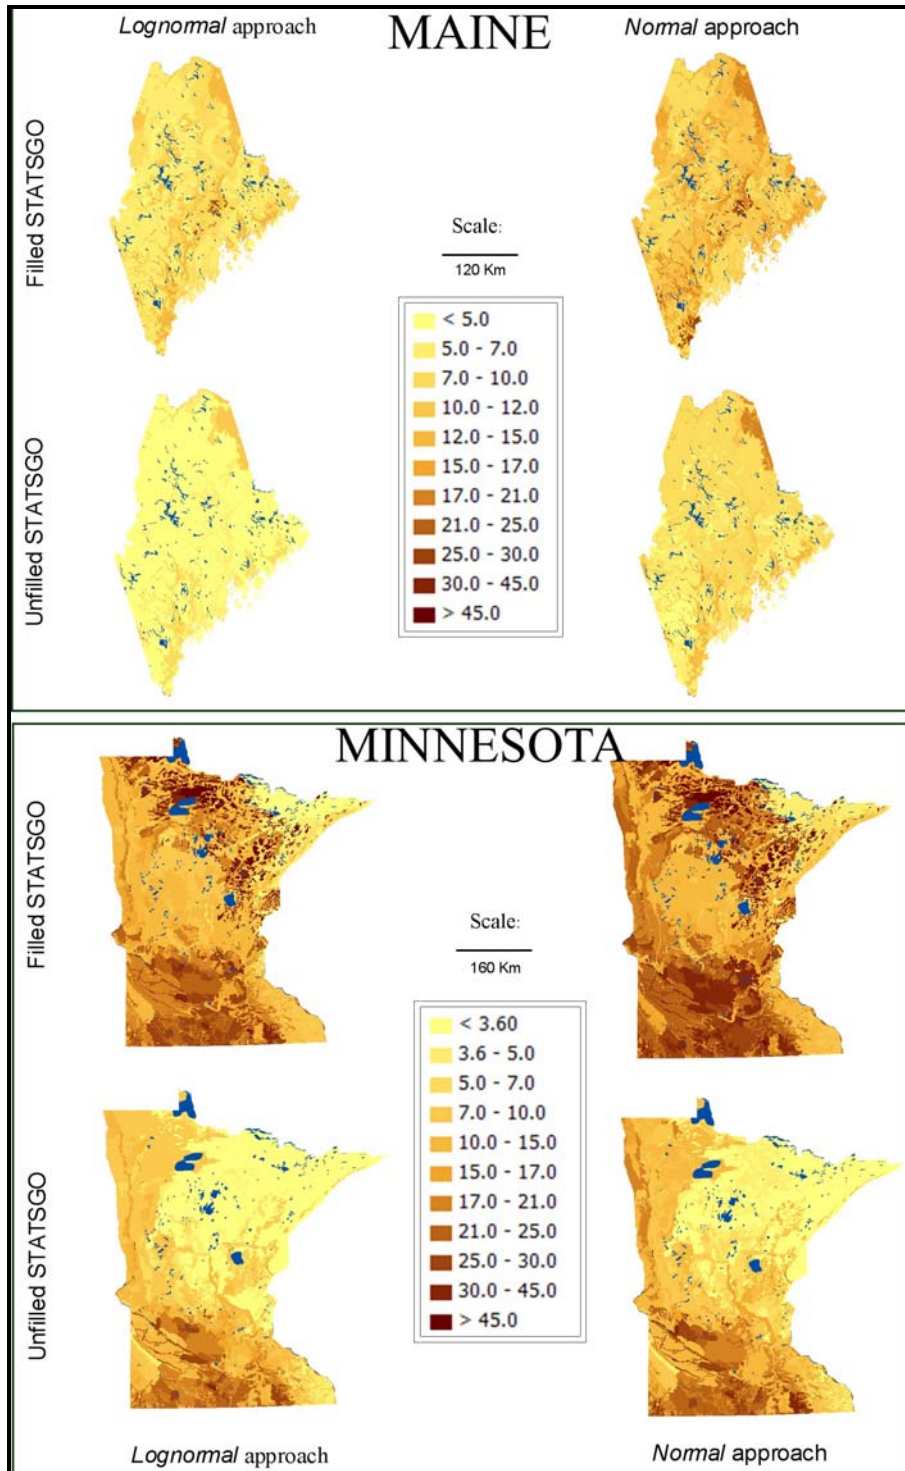 Lognormal approach
MAINE
Normal approach
Filled STATSGO
Scale:
120 Km
< 5.0
5.0 - 7.0
7.0 - 10.0
10.0 - 12.0
12.0 - 15.0
15.0 - 17.0
17.0 - 21.0
21.0 - 25.0
25.0 - 30.0
30.0 - 45.0
> 45.0
Unfilled STATSGO
MINNESOTA
Filled STATSGO
Scale:
160 Km
< 3.60
3.6 - 5.0
5.0 - 7.0
7.0 - 10.0
10.0 - 15.0
15.0 - 17.0
17.0 - 21.0
21.0 - 25.0
25.0 - 30.0
30.0 - 45.0
> 45.0
Unfilled STATSGO
Lognormal approach
Normal approach